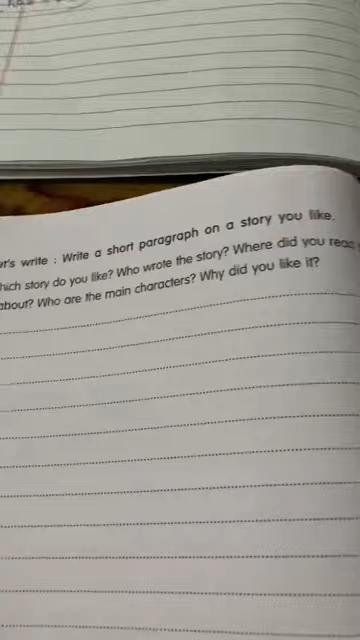 et's write : Write a short paragraph on a story you like.
hich story do you like? Who wrote the story? Where did you read
about? Who are the main characters? Why did you like it?